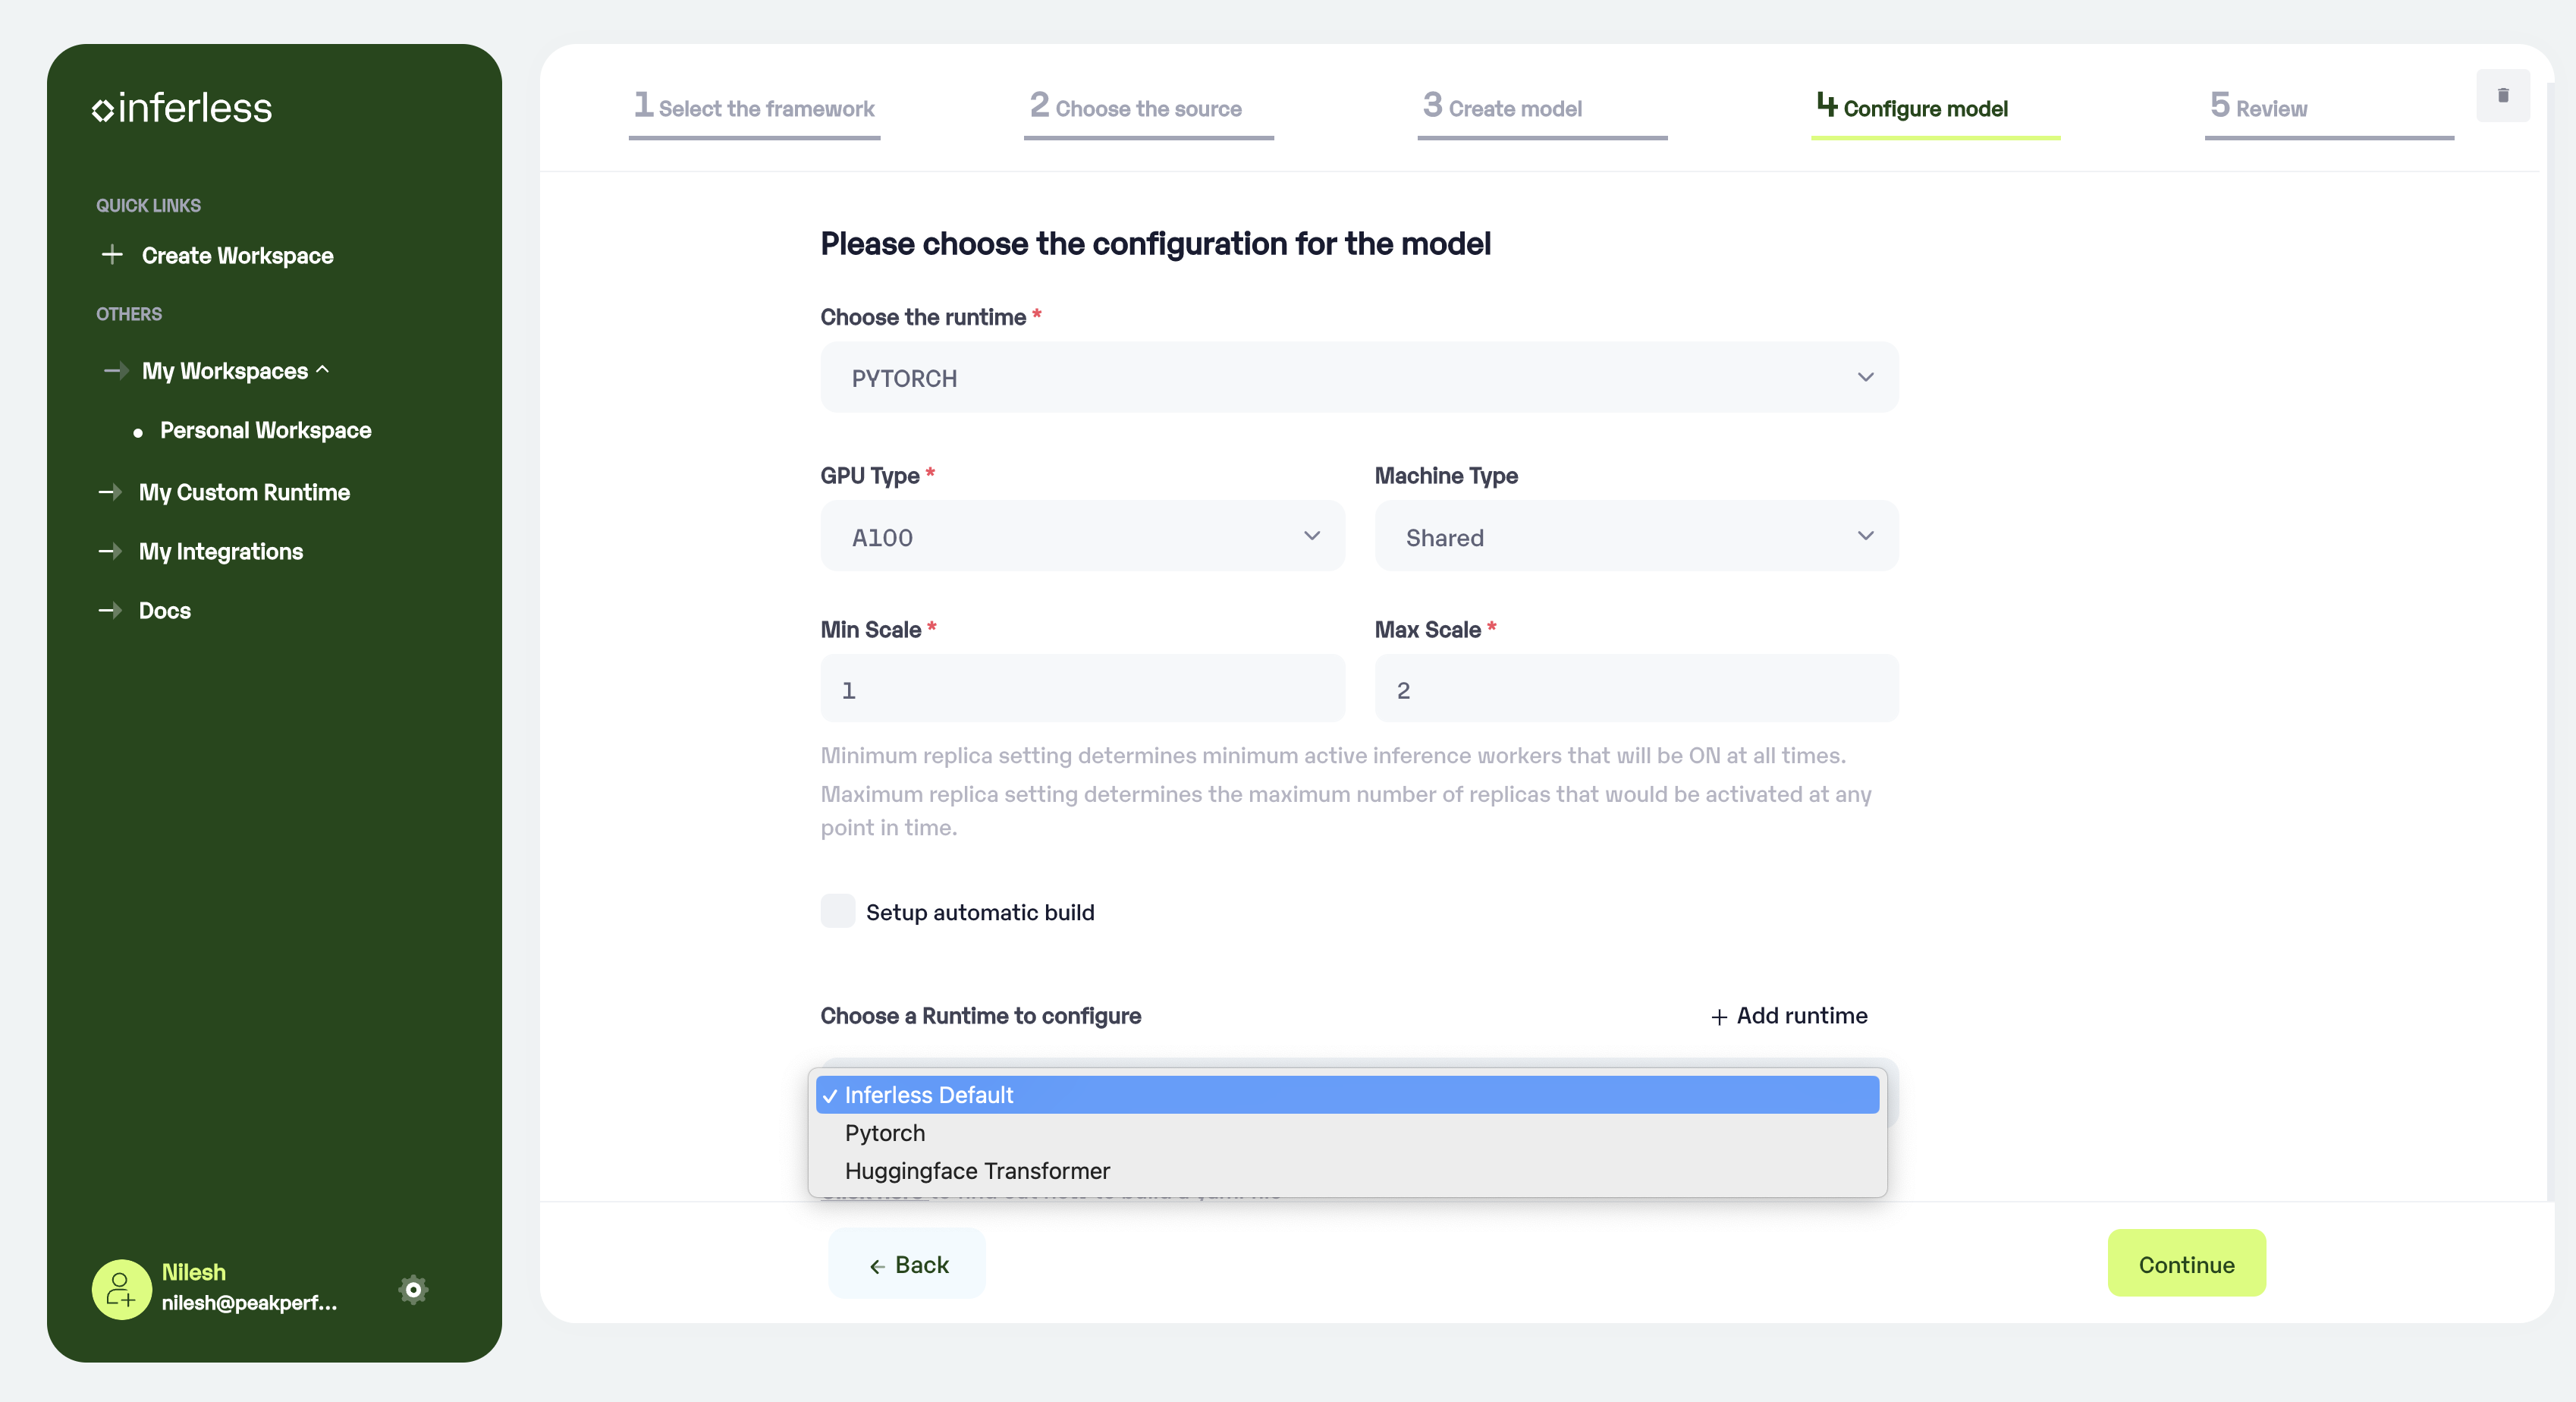 inferless
QUICK LINKS
Create Workspace
OTHERS
My Workspaces
Personal Workspace
My Custom Runtime
My Integrations
Docs
Nilesh
nilesh@peakperf...
1 Select the framework
2 Choose the source
3 Create model
4 Configure model
5 Review
Please choose the configuration for the model
Choose the runtime *
PYTORCH
GPU Type *
Machine Type
A100
Shared
Min Scale *
Max Scale *
1
2
Minimum replica setting determines minimum active inference workers that will be ON at all times.
Maximum replica setting determines the maximum number of replicas that would be activated at any
point in time.
Setup automatic build
Choose a Runtime to configure
+ Add runtime
✓ Inferless Default
Pytorch
Huggingface Transformer
← Back
Continue